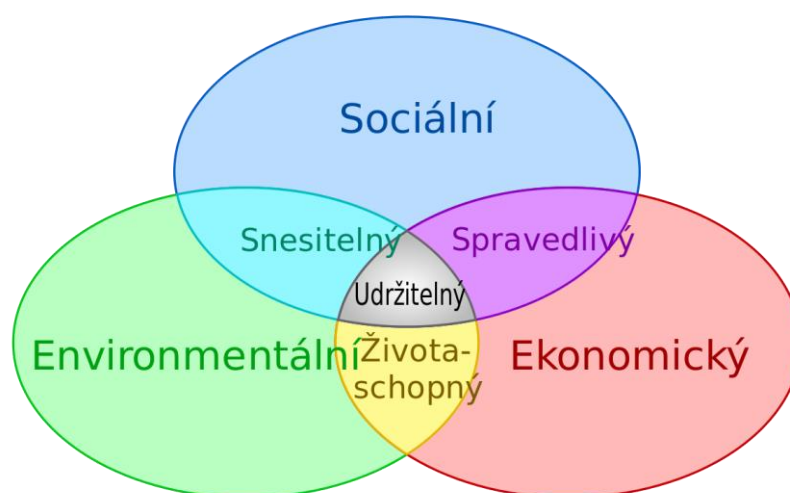 Sociální
Snesitelný
Spravedlivý
Udržitelný
Environmentální
Života-
schopný
Ekonomický